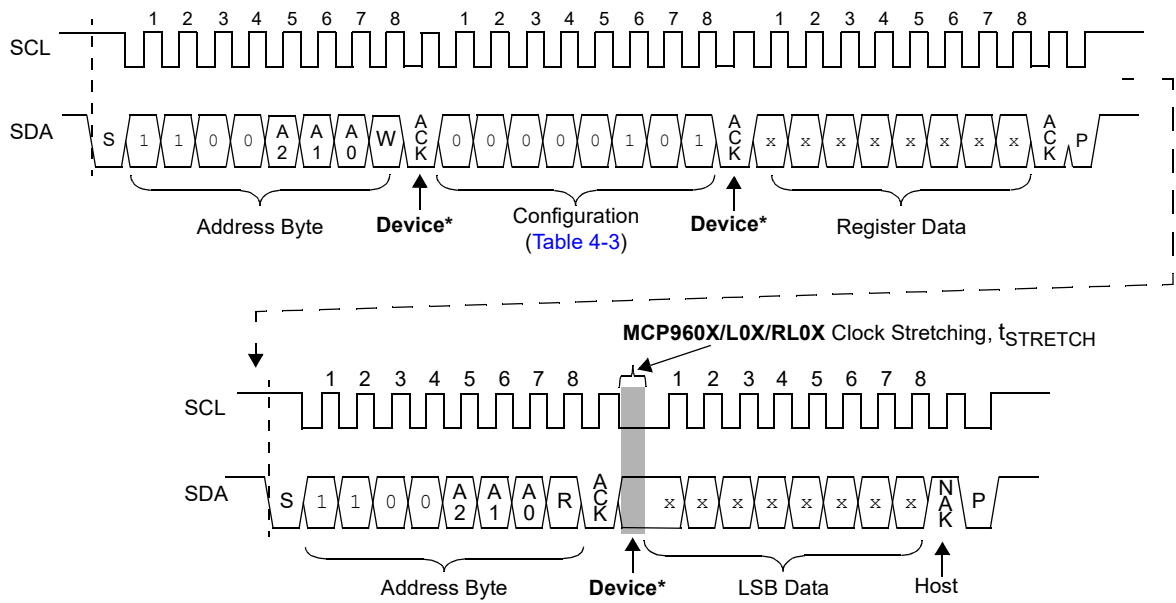 1 2 3 4 5 6 7 8 1 2 3 4 5 6 7 8 1 2 3 4 5 6 7 8
SCL
SDA S 1 1 0 0 A2 A1 A0 W ACK 0 0 0 0 0 1 0 1 ACK x x x x x x x x ACK P
Address Byte Device* Configuration Device* Register Data
(Table 4-3)
MCP960X/L0X/RL0X Clock Stretching, tSTRETCH
1 2 3 4 5 6 7 8 1 2 3 4 5 6 7 8
SCL
SDA S 1 1 0 0 A2 A1 A0 R ACK x x x x x x x x NAK P
Address Byte Device* LSB Data Host